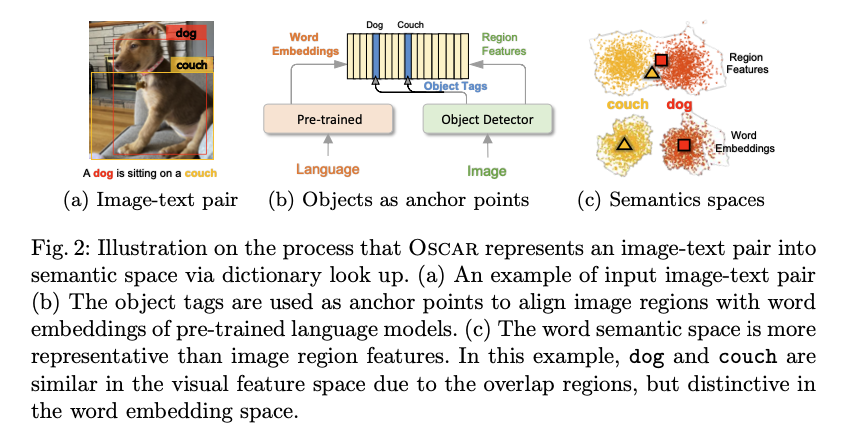 dog
couch
A dog is sitting on a couch
(a) Image-text pair
Word
Embeddings
Dog Couch
Region
Features
Object Tags
Pre-trained
Object Detector
Language
Image
(b) Objects as anchor points
Region
Features
couch dog
Word
Embeddings
(c) Semantics spaces
Fig. 2: Illustration on the process that OSCAR represents an image-text pair into
semantic space via dictionary look up. (a) An example of input image-text pair
(b) The object tags are used as anchor points to align image regions with word
embeddings of pre-trained language models. (c) The word semantic space is more
representative than image region features. In this example, dog and couch are
similar in the visual feature space due to the overlap regions, but distinctive in
the word embedding space.